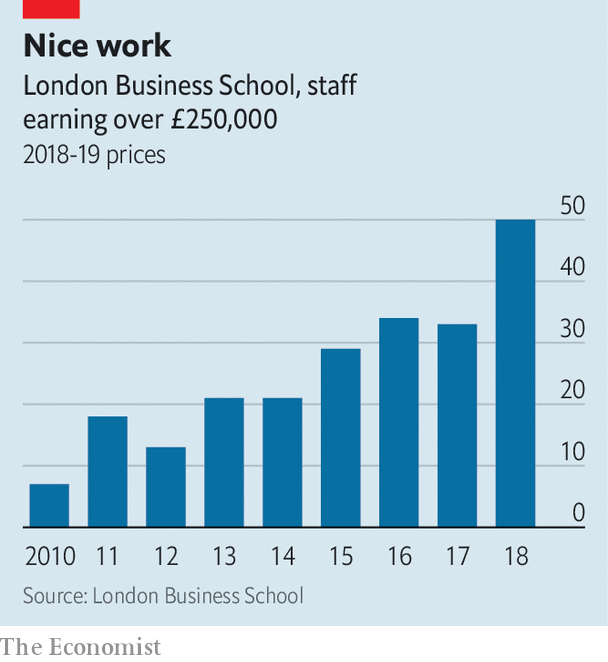 Nice work
London Business School, staff
earning over £250,000
2018-19 prices
50
40
30
20
10
0
2010 11 12 13 14 15 16 17 18
Source: London Business School
The Economist